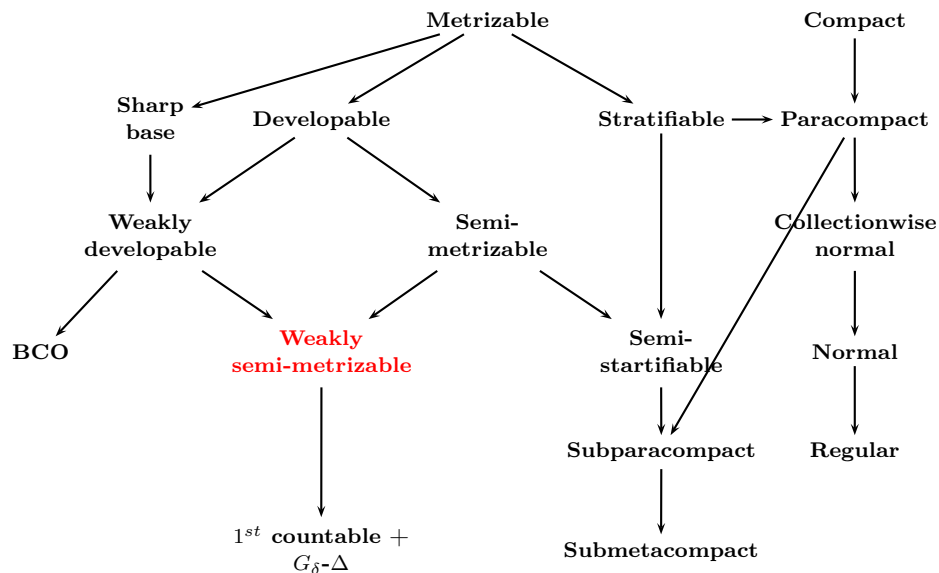 Metrizable
Compact
Sharp
base
Developable
Stratifiable
Paracompact
Weakly
developable
Semi-
metrizable
Collectionwise
normal
BCO
Weakly
semi-metrizable
Semi-
startifiable
Normal
Subparacompact
Regular
1^{st} countable +
G_δ-Δ
Submetacompact